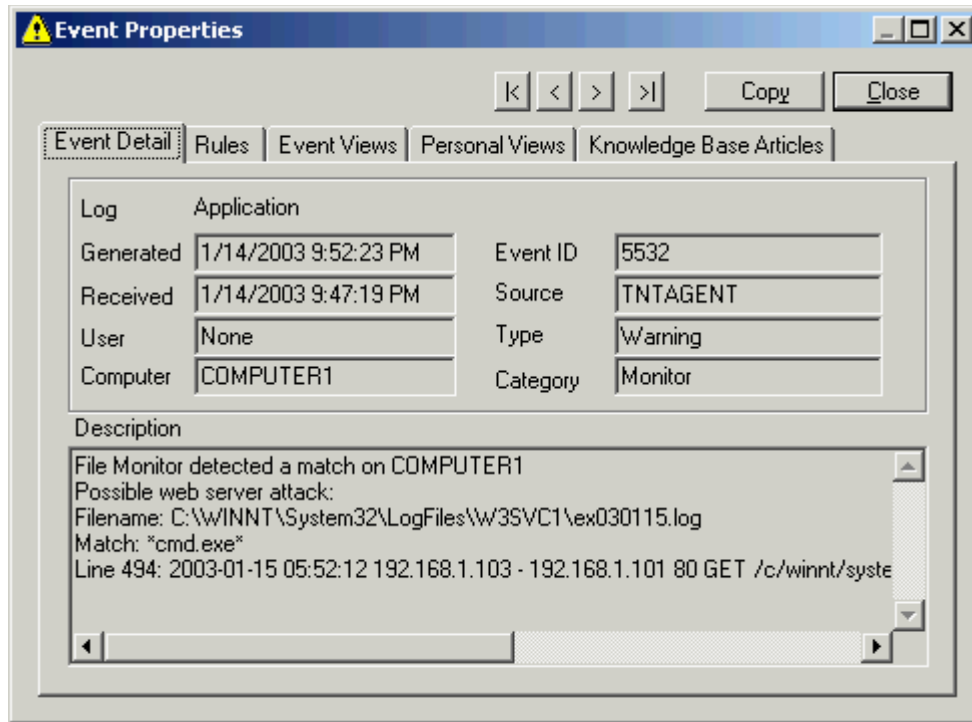 Event Properties
|< < > >| Copy Close
Event Detail Rules Event Views Personal Views Knowledge Base Articles
Log Application
Generated 1/14/2003 9:52:23 PM Event ID 5532
Received 1/14/2003 9:47:19 PM Source TNTAGENT
User None Type Warning
Computer COMPUTER1 Category Monitor
Description
File Monitor detected a match on COMPUTER1
Possible web server attack:
Filename: C:\WINNT\System32\LogFiles\W3SVC1\ex030115.log
Match: *cmd.exe*
Line 494: 2003-01-15 05:52:12 192.168.1.103 - 192.168.1.101 80 GET /c/winnt/syste